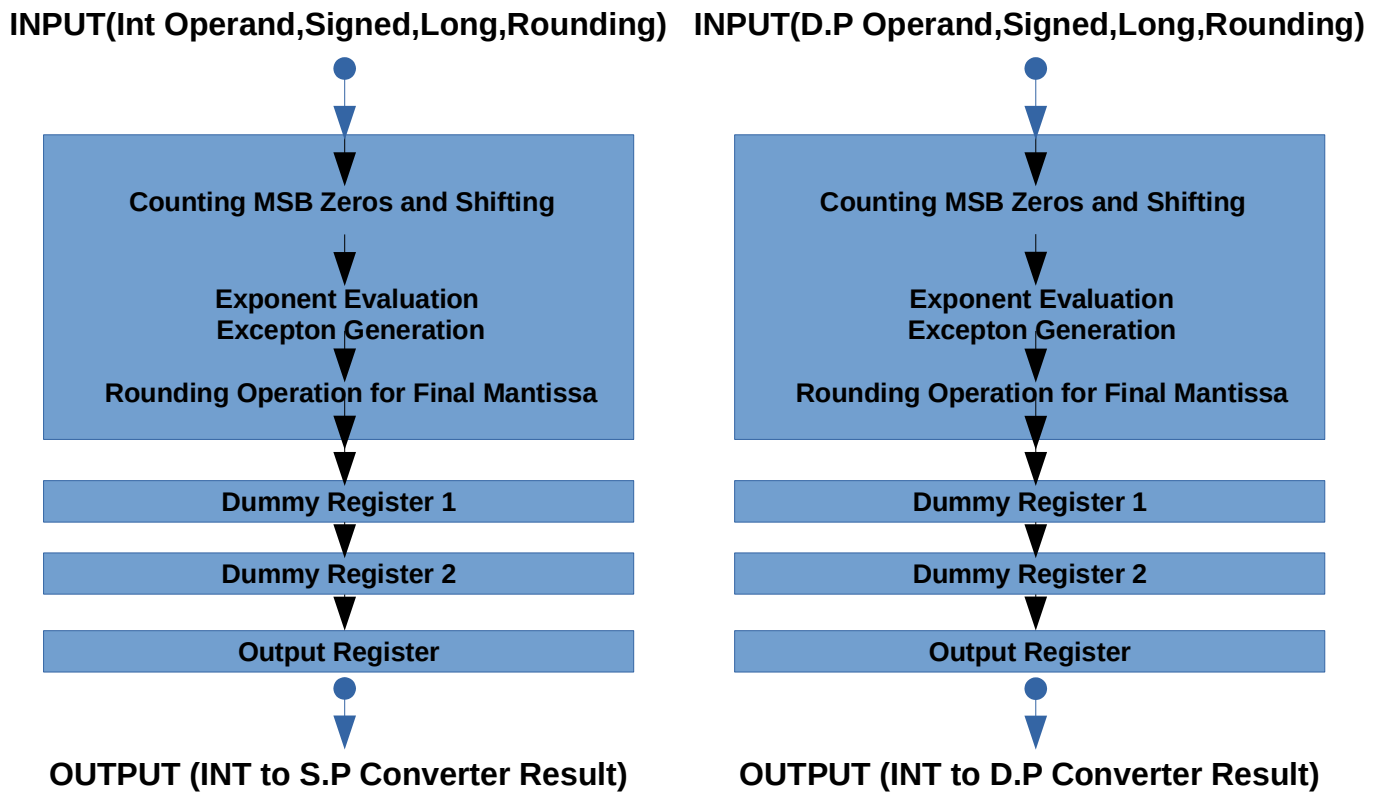 INPUT(Int Operand,Signed,Long,Rounding)
Counting MSB Zeros and Shifting
Exponent Evaluation
Excepton Generation
Rounding Operation for Final Mantissa
Dummy Register 1
Dummy Register 2
Output Register
OUTPUT (INT to S.P Converter Result)
INPUT(D.P Operand,Signed,Long,Rounding)
Counting MSB Zeros and Shifting
Exponent Evaluation
Excepton Generation
Rounding Operation for Final Mantissa
Dummy Register 1
Dummy Register 2
Output Register
OUTPUT (INT to D.P Converter Result)